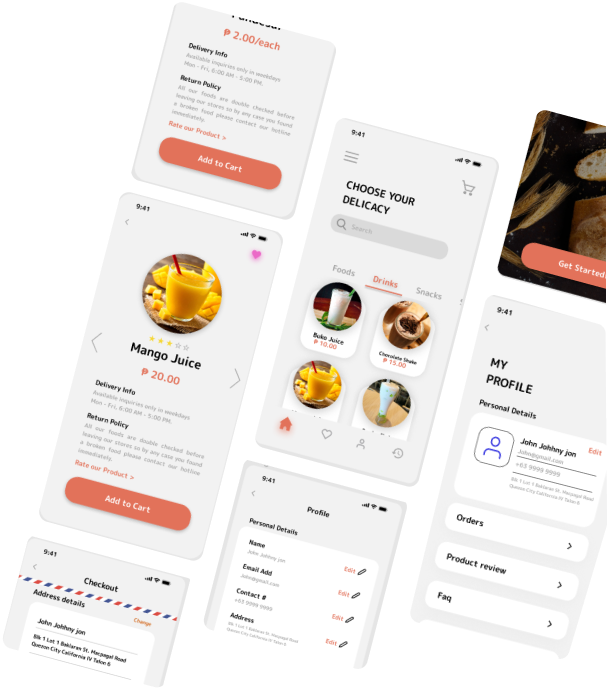 ₱ 2.00/each
Delivery Info
Available inquiries only in weekdays
Mon - Fri, 6:00 AM - 5:00 PM.
Return Policy
All our foods are double checked before
leaving our stores so by any case you found
a broken food please contact our hotline
immediately.
Rate our Product >
Add to Cart
9:41
Mango Juice
₱ 20.00
Delivery Info
Available inquiries only in weekdays
Mon - Fri, 6:00 AM - 5:00 PM.
Return Policy
All our foods are double checked before
leaving our stores so by any case you found
a broken food please contact our hotline
immediately.
Rate our Product >
Add to Cart
9:41
Checkout
Address details
Change
John Johhny jon
Blk 1 Lot 1 Baklaran St. Macpagal Road
Quezon City California IV Talon 6
9:41
CHOOSE YOUR
DELICACY
Search
Foods
Drinks
Snacks
Buko Juice
₱ 10.00
Chocolate Shake
₱ 15.00
9:41
Profile
Personal Details
Name
John Johhny jon
Edit
Email Add
John@gmail.com
Edit
Contact #
+63 9999 9999
Edit
Address
Blk 1 Lot 1 Baklaran St. Macpagal Road
Quezon City California IV Talon 6
Edit
Get Started
9:41
MY
PROFILE
Personal Details
John Johhny jon
Edit
John@gmail.com
+63 9999 9999
Blk 1 Lot 1 Baklaran St. Macpagal Road
Quezon City California IV Talon 6
Orders
Product review
Faq